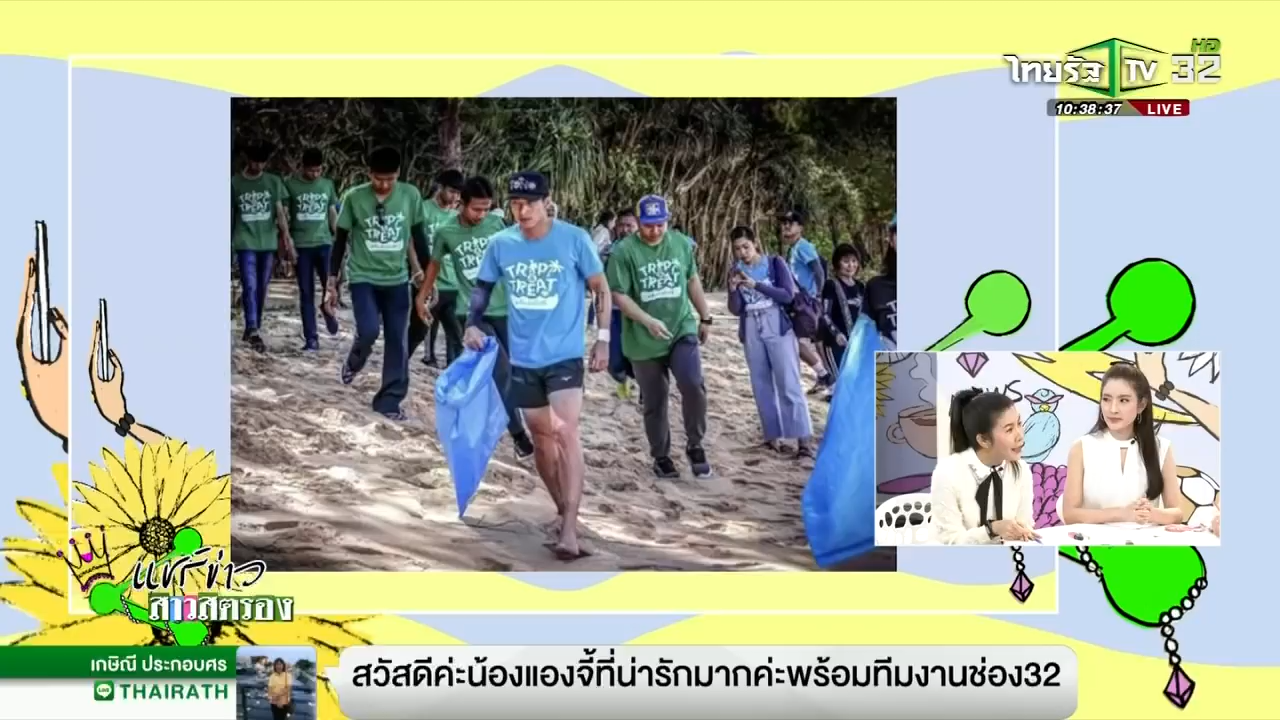 ไทยรัฐ TV HD 32
10:38:37 LIVE
TRIP
&
TREAT
TRIP
&
TREAT
TRIP
&
TREAT
TRIP
&
TREAT
แชร์ข่าว
สาวสตรอง
เกษิณี ประกอบศร
LINE THAIRATH
สวัสดีค่ะน้องแองจี้ที่น่ารักมากค่ะพร้อมทีมงานช่อง32